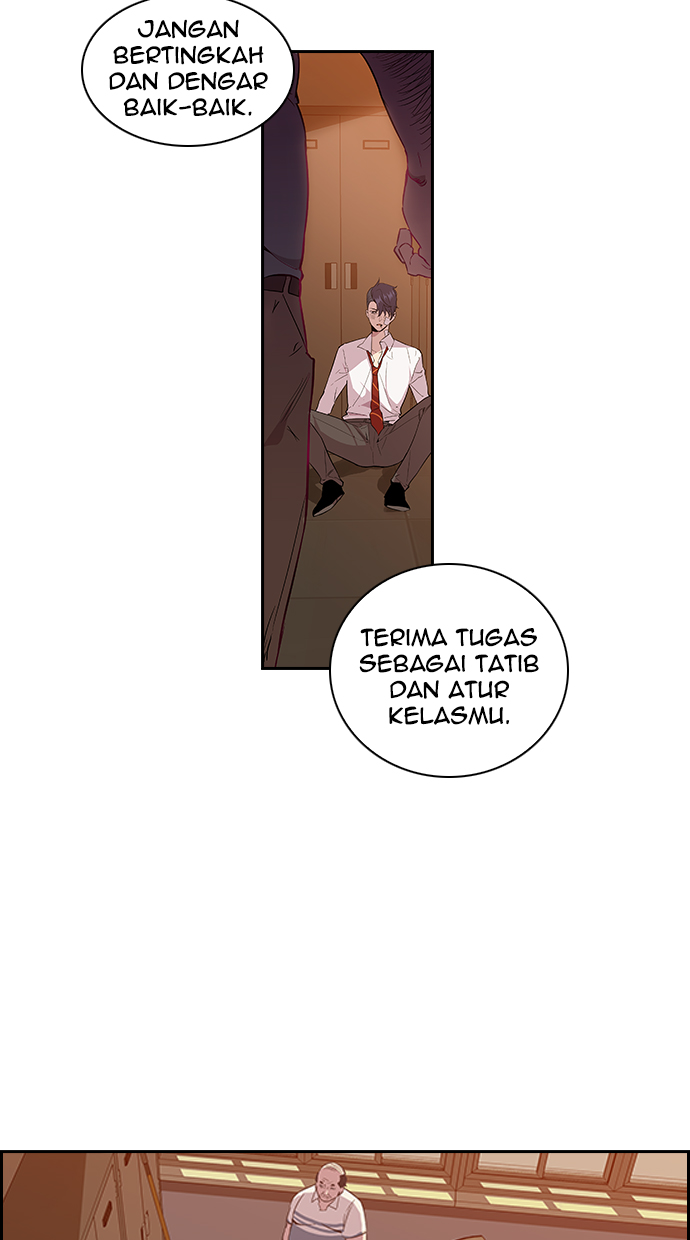 JANGAN
BERTINGKAH
DAN DENGAR
BAIK-BAIK.
TERIMA TUGAS
SEBAGAI TATIB
DAN ATUR
KELASMU.